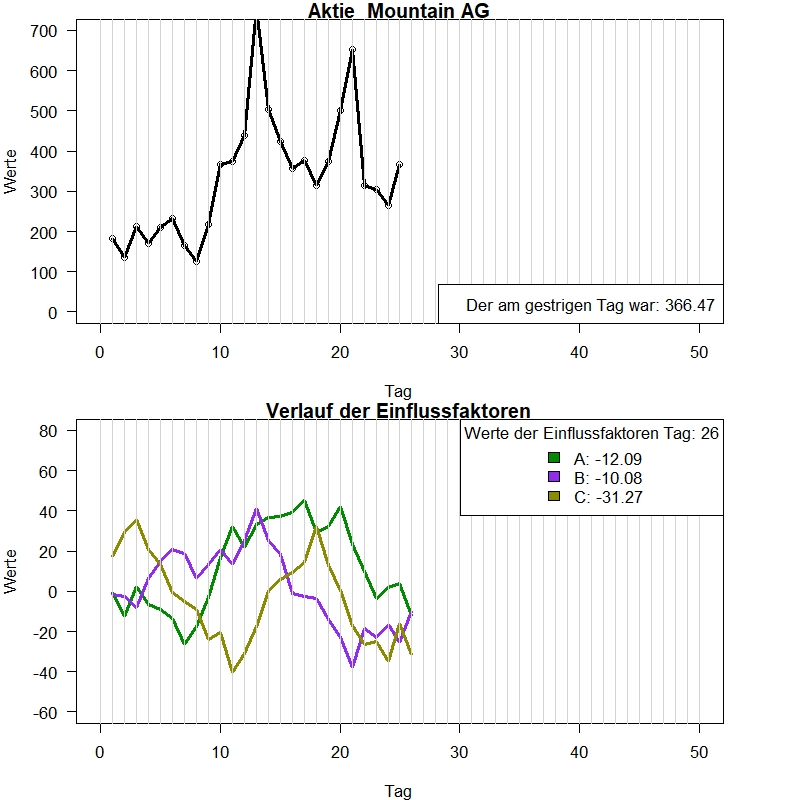 Aktie  Mountain AG
Werte
700
600
500
400
300
200
100
0
Der am gestrigen Tag war: 366.47
0 10 20 30 40 50
Tag
Verlauf der Einflussfaktoren
Werte
80
60
40
20
0
-20
-40
-60
Werte der Einflussfaktoren Tag: 26
A: -12.09
B: -10.08
C: -31.27
0 10 20 30 40 50
Tag